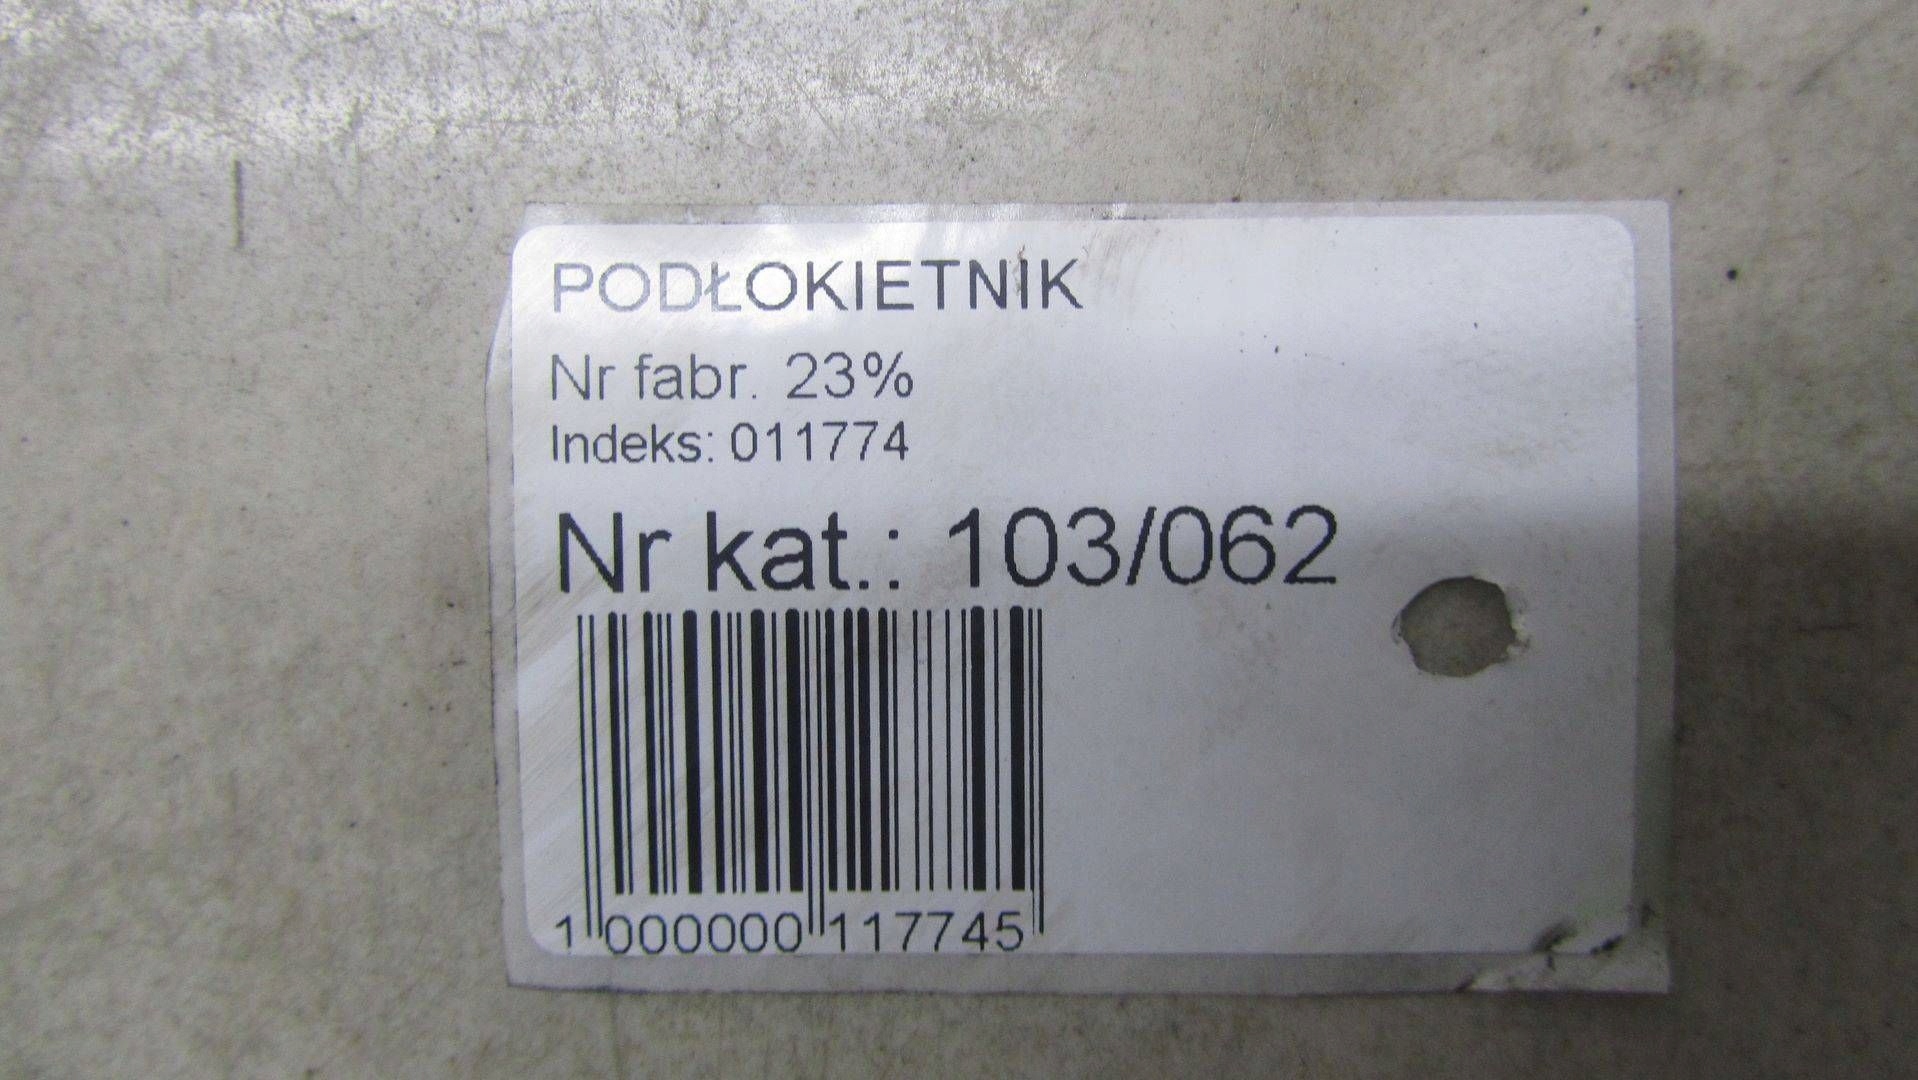 PODŁOKIETNIK
Nr fabr. 23%
Indeks: 011774
Nr kat.: 103/062
1 000000 117745